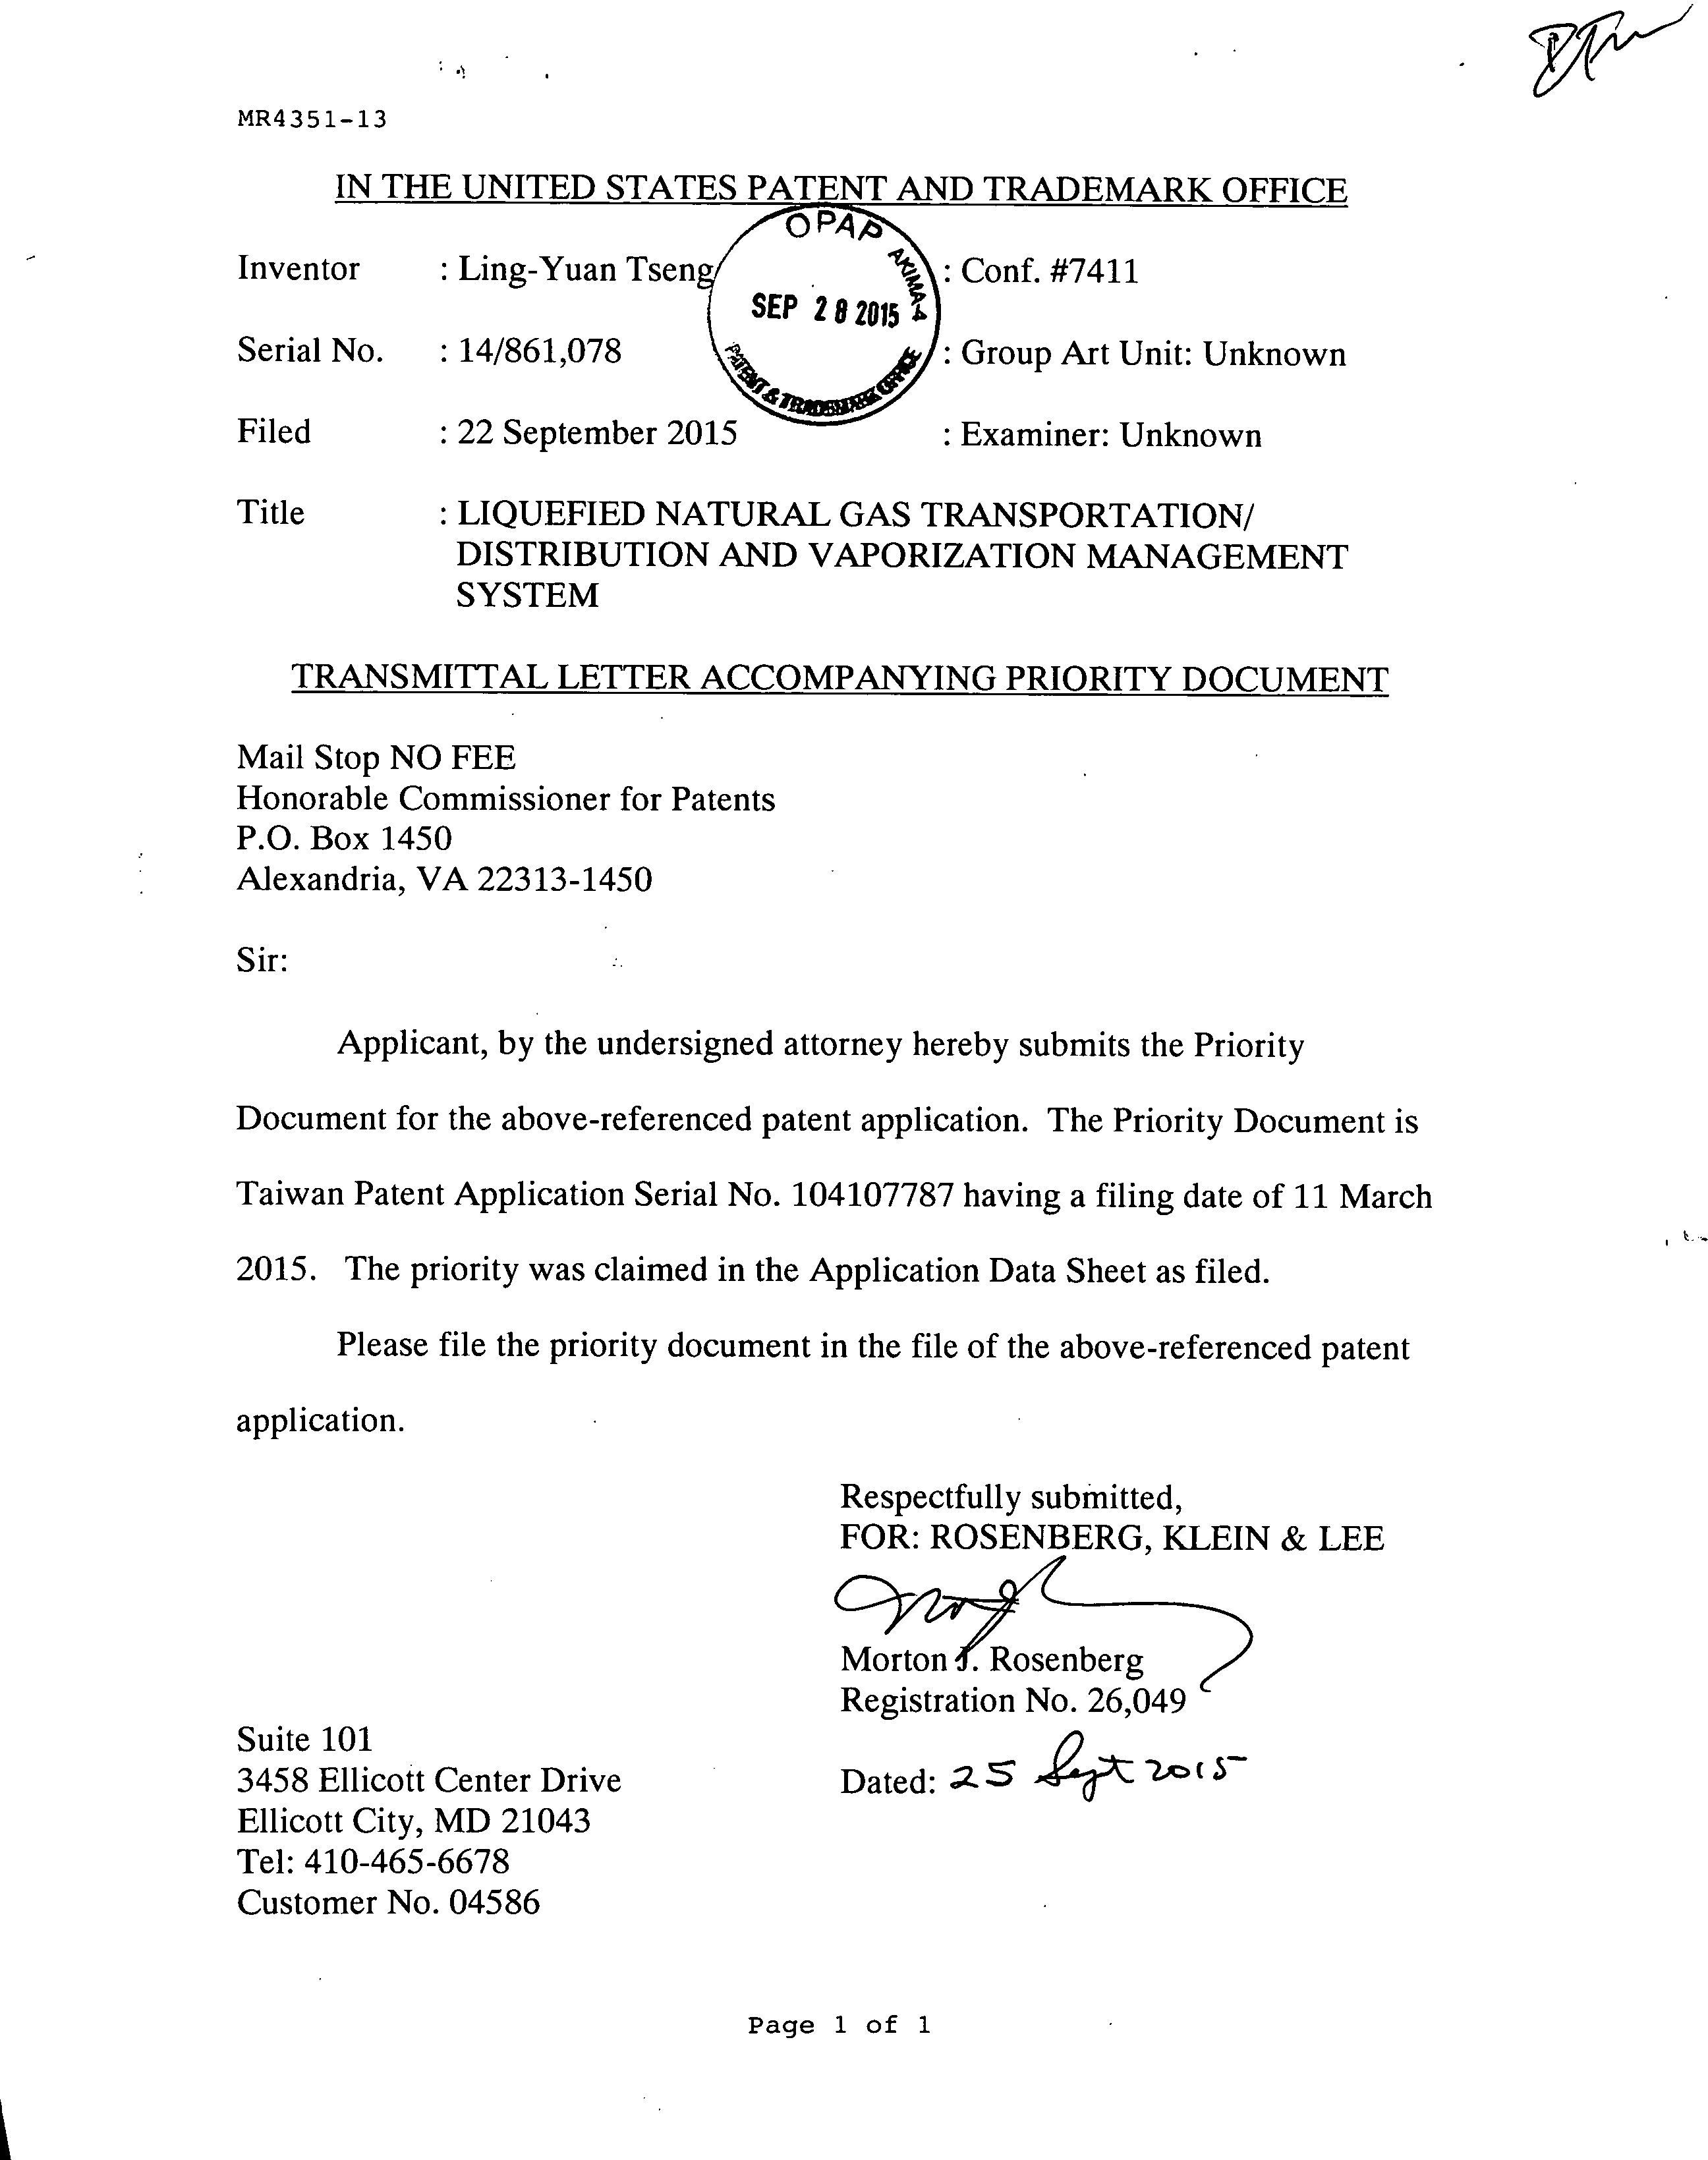 MR4351-13
IN THE UNITED STATES PATENT AND TRADEMARK OFFICE
OPAP
AKIMA
SEP 28 2015
PATENT & TRADEMARK OFFICE
Inventor : Ling-Yuan Tseng : Conf. #7411
Serial No. : 14/861,078 : Group Art Unit: Unknown
Filed : 22 September 2015 : Examiner: Unknown
Title : LIQUEFIED NATURAL GAS TRANSPORTATION/
DISTRIBUTION AND VAPORIZATION MANAGEMENT
SYSTEM
TRANSMITTAL LETTER ACCOMPANYING PRIORITY DOCUMENT
Mail Stop NO FEE
Honorable Commissioner for Patents
P.O. Box 1450
Alexandria, VA 22313-1450
Sir:
Applicant, by the undersigned attorney hereby submits the Priority
Document for the above-referenced patent application. The Priority Document is
Taiwan Patent Application Serial No. 104107787 having a filing date of 11 March
2015. The priority was claimed in the Application Data Sheet as filed.
Please file the priority document in the file of the above-referenced patent
application.
Respectfully submitted,
FOR: ROSENBERG, KLEIN & LEE
Morton J. Rosenberg
Registration No. 26,049
Dated: 25 Sept 2015
Suite 101
3458 Ellicott Center Drive
Ellicott City, MD 21043
Tel: 410-465-6678
Customer No. 04586
Page 1 of 1